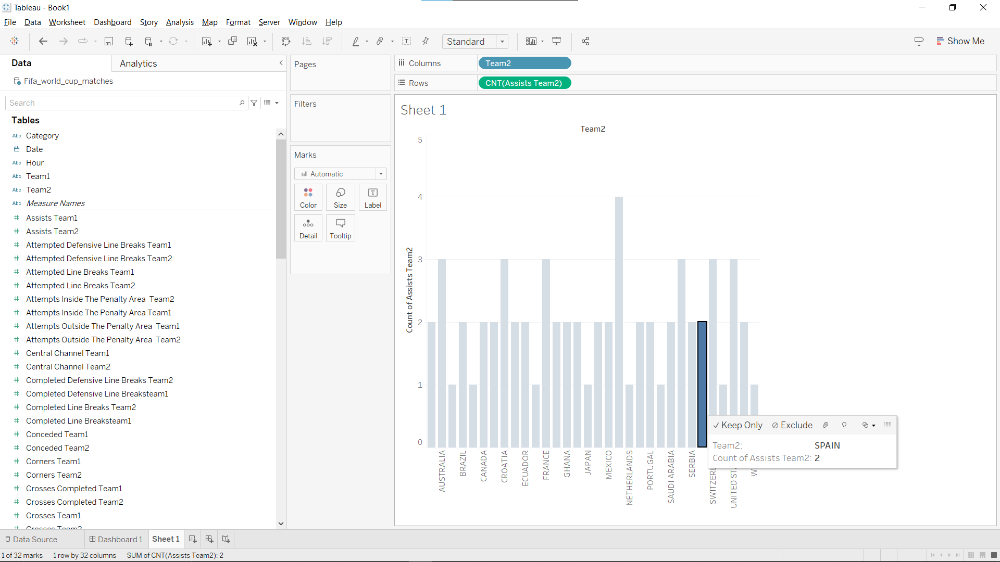 Tableau - Book1
File Data Worksheet Dashboard Story Analysis Map Format Server Window Help
Standard
Show Me
Data
Analytics
Fifa_world_cup_matches
Search
Tables
Abc Category
Date
Abc Hour
Abc Team1
Abc Team2
Abc Measure Names
# Assists Team1
# Assists Team2
# Attempted Defensive Line Breaks Team1
# Attempted Defensive Line Breaks Team2
# Attempted Line Breaks Team1
# Attempted Line Breaks Team2
# Attempts Inside The Penalty Area  Team2
# Attempts Inside The Penalty Area Team1
# Attempts Outside The Penalty Area  Team1
# Attempts Outside The Penalty Area  Team2
# Central Channel Team1
# Central Channel Team2
# Completed Defensive Line Breaks Team2
# Completed Defensive Line Breaksteam1
# Completed Line Breaks Team2
# Completed Line Breaksteam1
# Conceded Team1
# Conceded Team2
# Corners Team1
# Corners Team2
# Crosses Completed Team1
# Crosses Completed Team2
# Crosses Team1
# Crosses Team2
Pages
Filters
Marks
Automatic
Color
Size
Label
Detail
Tooltip
Columns
Team2
Rows
CNT(Assists Team2)
Sheet 1
Team2
5
4
3
2
1
0
Count of Assists Team2
AUSTRALIA
BRAZIL
CANADA
CROATIA
ECUADOR
FRANCE
GHANA
JAPAN
MEXICO
NETHERLANDS
PORTUGAL
SAUDI ARABIA
SERBIA
SWITZERL
UNITED ST
W
Keep Only
Exclude
Team2: SPAIN
Count of Assists Team2: 2
Data Source
Dashboard 1
Sheet 1
1 of 32 marks
1 row by 32 columns
SUM of CNT(Assists Team2): 2